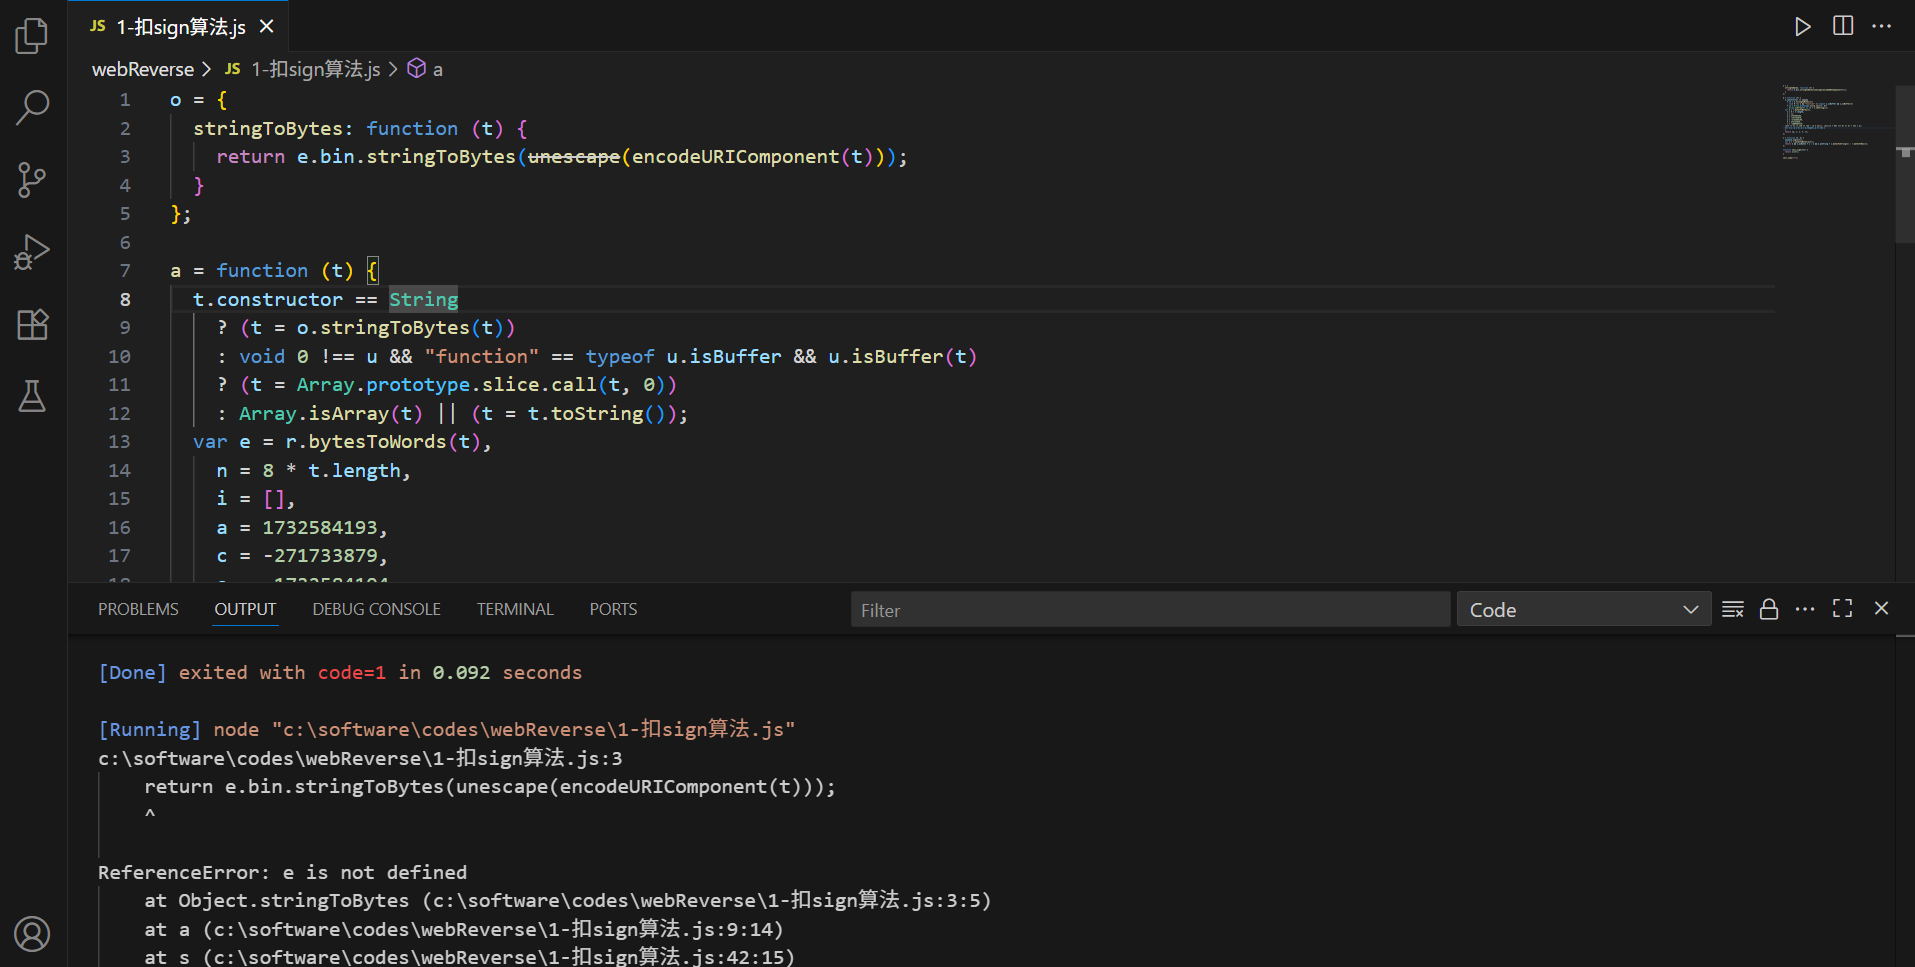 JS 1-扣sign算法.js
webReverse > JS 1-扣sign算法.js > a
1 o = {
2 stringToBytes: function (t) {
3 return e.bin.stringToBytes(unescape(encodeURIComponent(t)));
4 }
5 };
6
7 a = function (t) {
8 t.constructor == String
9 ? (t = o.stringToBytes(t))
10 : void 0 !== u && "function" == typeof u.isBuffer && u.isBuffer(t)
11 ? (t = Array.prototype.slice.call(t, 0))
12 : Array.isArray(t) || (t = t.toString());
13 var e = r.bytesToWords(t),
14 n = 8 * t.length,
15 i = [],
16 a = 1732584193,
17 c = -271733879,
PROBLEMS OUTPUT DEBUG CONSOLE TERMINAL PORTS Filter Code
[Done] exited with code=1 in 0.092 seconds
[Running] node "c:\software\codes\webReverse\1-扣sign算法.js"
c:\software\codes\webReverse\1-扣sign算法.js:3
return e.bin.stringToBytes(unescape(encodeURIComponent(t)));
^
ReferenceError: e is not defined
at Object.stringToBytes (c:\software\codes\webReverse\1-扣sign算法.js:3:5)
at a (c:\software\codes\webReverse\1-扣sign算法.js:9:14)
at s (c:\software\codes\webReverse\1-扣sign算法.js:42:15)